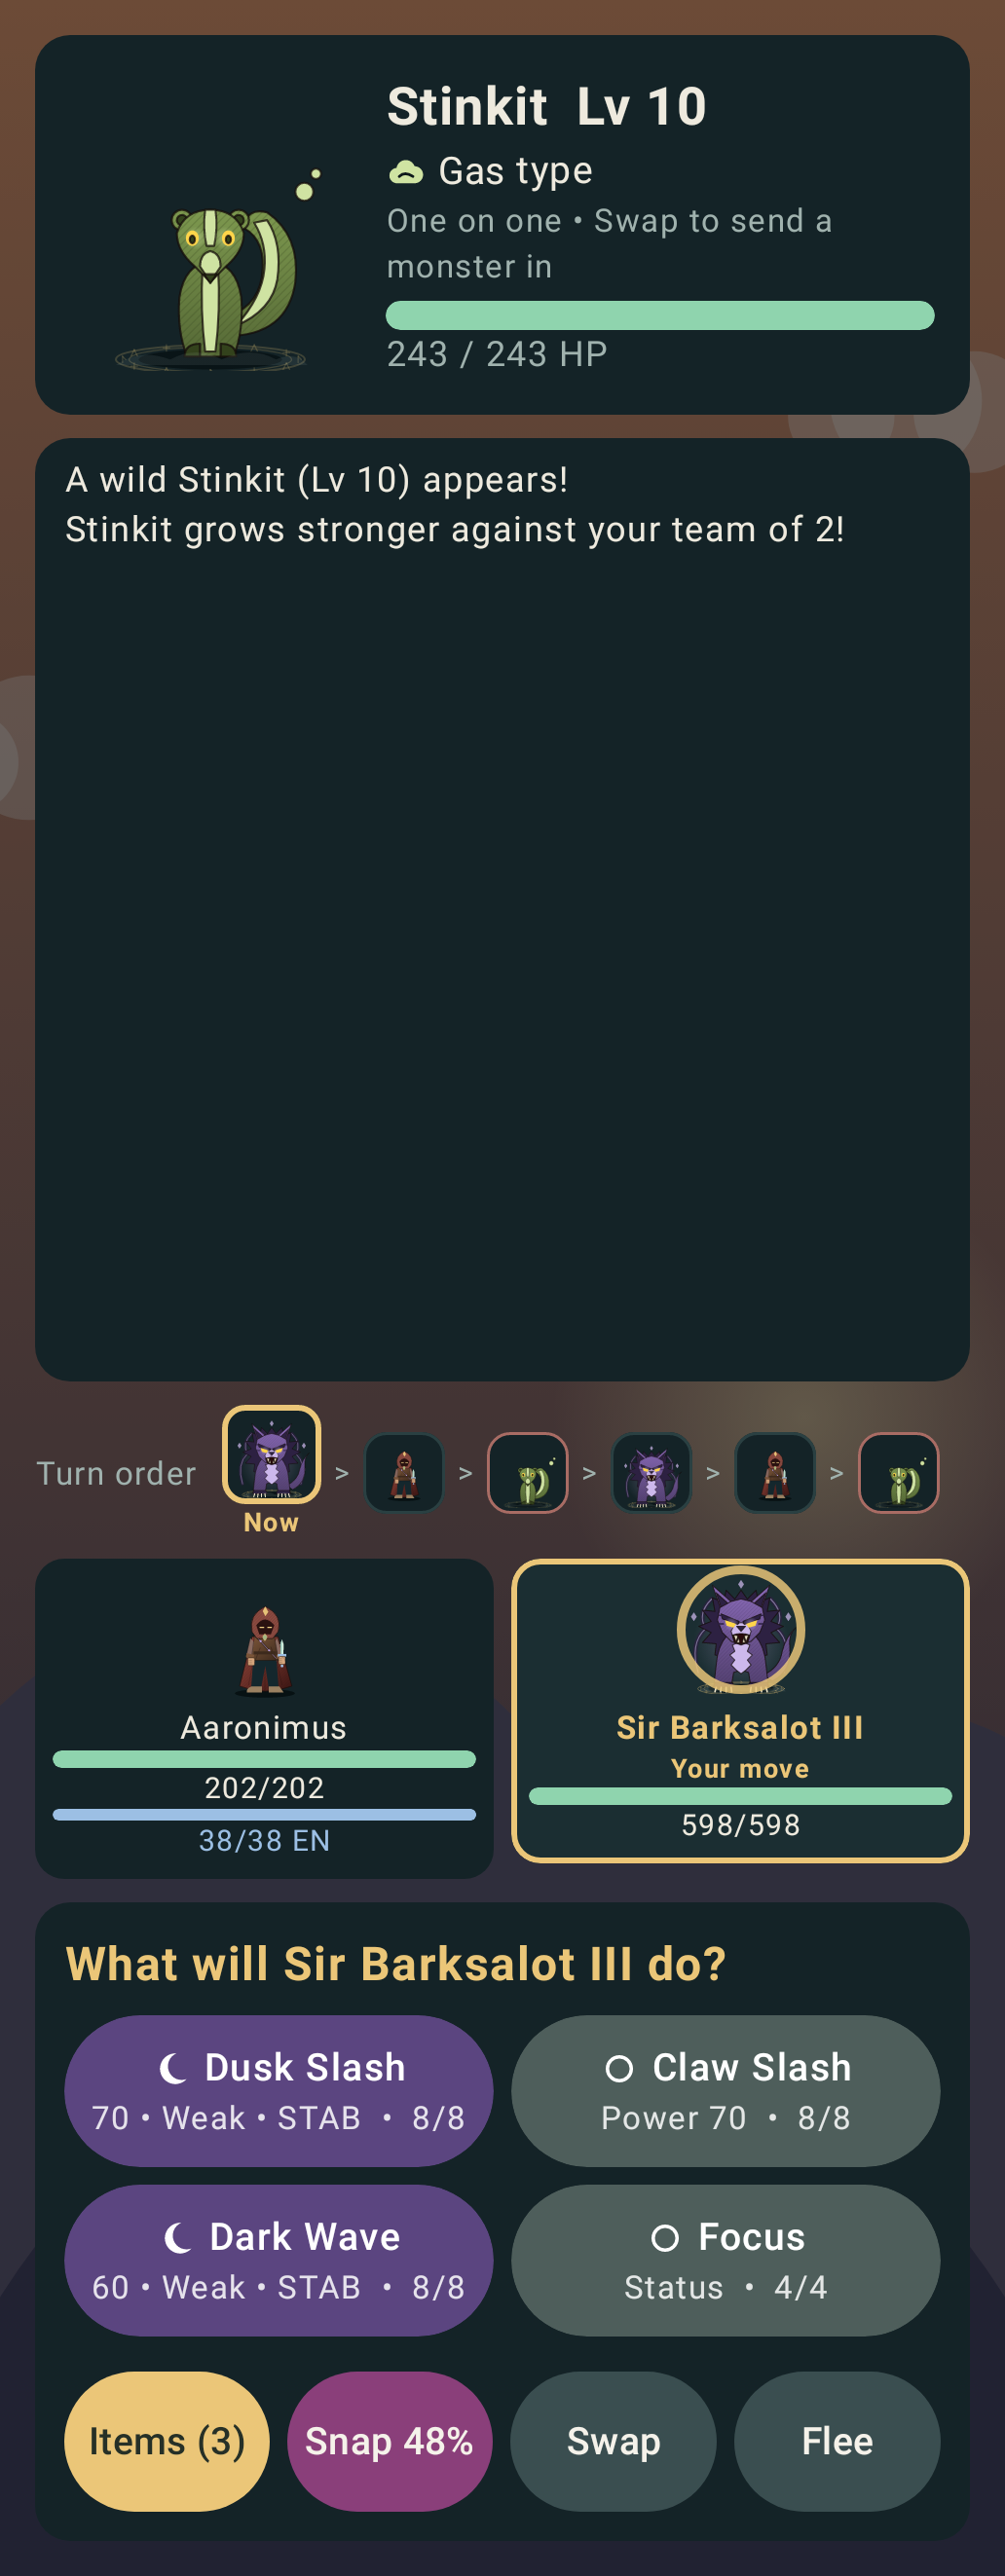 Stinkit Lv 10
Gas type
One on one • Swap to send a
monster in
243 / 243 HP
A wild Stinkit (Lv 10) appears!
Stinkit grows stronger against your team of 2!
Turn order > > > > >
Now
Aaronimus
202/202
38/38 EN
Sir Barksalot III
Your move
598/598
What will Sir Barksalot III do?
Dusk Slash
70 • Weak • STAB • 8/8
Claw Slash
Power 70 • 8/8
Dark Wave
60 • Weak • STAB • 8/8
Focus
Status • 4/4
Items (3)
Snap 48%
Swap
Flee